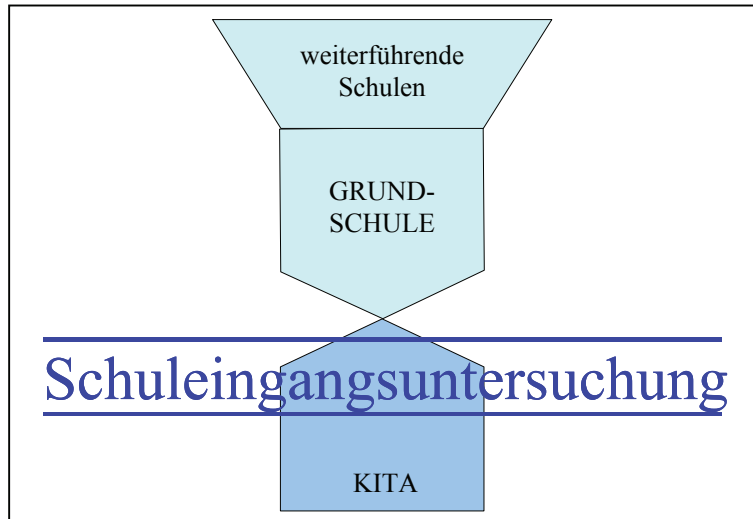 weiterführende
Schulen
GRUND-
SCHULE
Schuleingangsuntersuchung
KITA